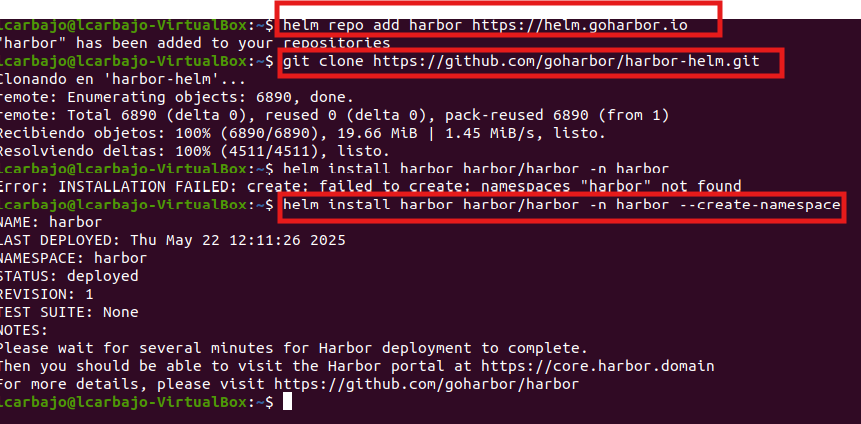 lcarbajo@lcarbajo-VirtualBox:~$ helm repo add harbor https://helm.goharbor.io
"harbor" has been added to your repositories
lcarbajo@lcarbajo-VirtualBox:~$ git clone https://github.com/goharbor/harbor-helm.git
Clonando en 'harbor-helm'...
remote: Enumerating objects: 6890, done.
remote: Total 6890 (delta 0), reused 0 (delta 0), pack-reused 6890 (from 1)
Recibiendo objetos: 100% (6890/6890), 19.66 MiB | 1.45 MiB/s, listo.
Resolviendo deltas: 100% (4511/4511), listo.
lcarbajo@lcarbajo-VirtualBox:~$ helm install harbor harbor/harbor -n harbor
Error: INSTALLATION FAILED: create: failed to create: namespaces "harbor" not found
lcarbajo@lcarbajo-VirtualBox:~$ helm install harbor harbor/harbor -n harbor --create-namespace
NAME: harbor
LAST DEPLOYED: Thu May 22 12:11:26 2025
NAMESPACE: harbor
STATUS: deployed
REVISION: 1
TEST SUITE: None
NOTES:
Please wait for several minutes for Harbor deployment to complete.
Then you should be able to visit the Harbor portal at https://core.harbor.domain
For more details, please visit https://github.com/goharbor/harbor
lcarbajo@lcarbajo-VirtualBox:~$